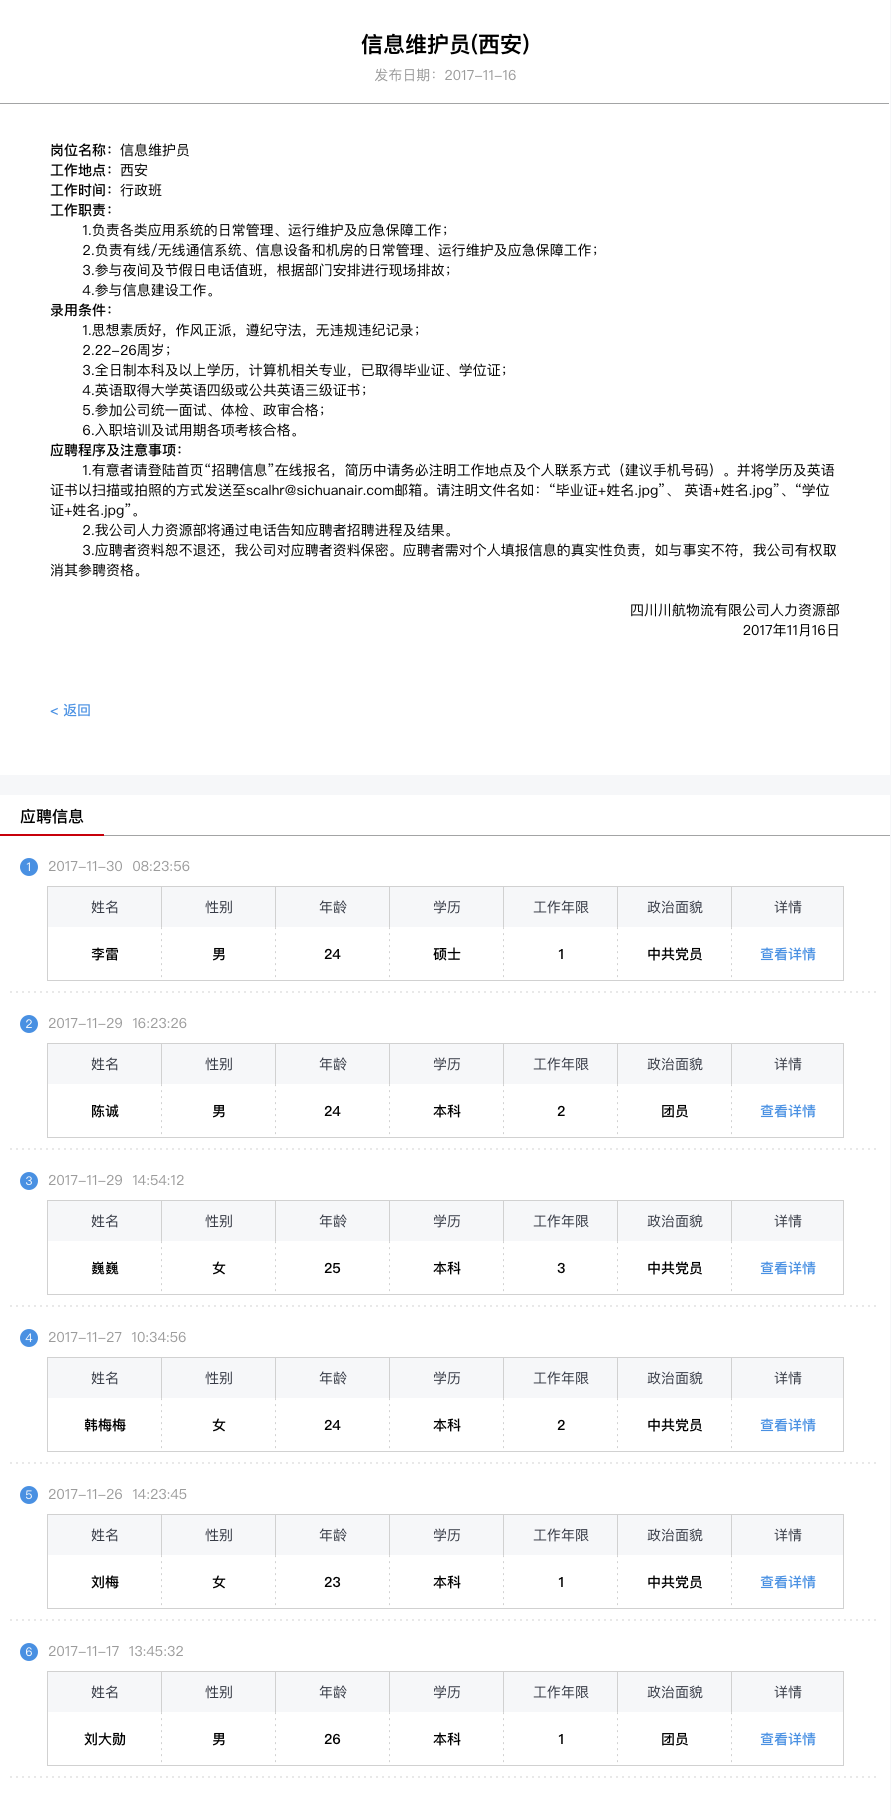 信息维护员(西安)
发布日期：2017-11-16
岗位名称：信息维护员
工作地点：西安
工作时间：行政班
工作职责：
1.负责各类应用系统的日常管理、运行维护及应急保障工作；
2.负责有线/无线通信系统、信息设备和机房的日常管理、运行维护及应急保障工作；
3.参与夜间及节假日电话值班，根据部门安排进行现场排故；
4.参与信息建设工作。
录用条件：
1.思想素质好，作风正派，遵纪守法，无违规违纪记录；
2.22-26周岁；
3.全日制本科及以上学历，计算机相关专业，已取得毕业证、学位证；
4.英语取得大学英语四级或公共英语三级证书；
5.参加公司统一面试、体检、政审合格；
6.入职培训及试用期各项考核合格。
应聘程序及注意事项：
1.有意者请登陆首页“招聘信息”在线报名，简历中请务必注明工作地点及个人联系方式（建议手机号码）。并将学历及英语
证书以扫描或拍照的方式发送至scalhr@sichuanair.com邮箱。请注明文件名如：“毕业证+姓名.jpg”、 英语+姓名.jpg”、“学位
证+姓名.jpg”。
2.我公司人力资源部将通过电话告知应聘者招聘进程及结果。
3.应聘者资料恕不退还，我公司对应聘者资料保密。应聘者需对个人填报信息的真实性负责，如与事实不符，我公司有权取
消其参聘资格。
四川川航物流有限公司人力资源部
2017年11月16日
< 返回
应聘信息
1 2017-11-30 08:23:56
姓名 性别 年龄 学历 工作年限 政治面貌 详情
李雷 男 24 硕士 1 中共党员 查看详情
2 2017-11-29 16:23:26
姓名 性别 年龄 学历 工作年限 政治面貌 详情
陈诚 男 24 本科 2 团员 查看详情
3 2017-11-29 14:54:12
姓名 性别 年龄 学历 工作年限 政治面貌 详情
巍巍 女 25 本科 3 中共党员 查看详情
4 2017-11-27 10:34:56
姓名 性别 年龄 学历 工作年限 政治面貌 详情
韩梅梅 女 24 本科 2 中共党员 查看详情
5 2017-11-26 14:23:45
姓名 性别 年龄 学历 工作年限 政治面貌 详情
刘梅 女 23 本科 1 中共党员 查看详情
6 2017-11-17 13:45:32
姓名 性别 年龄 学历 工作年限 政治面貌 详情
刘大勋 男 26 本科 1 团员 查看详情